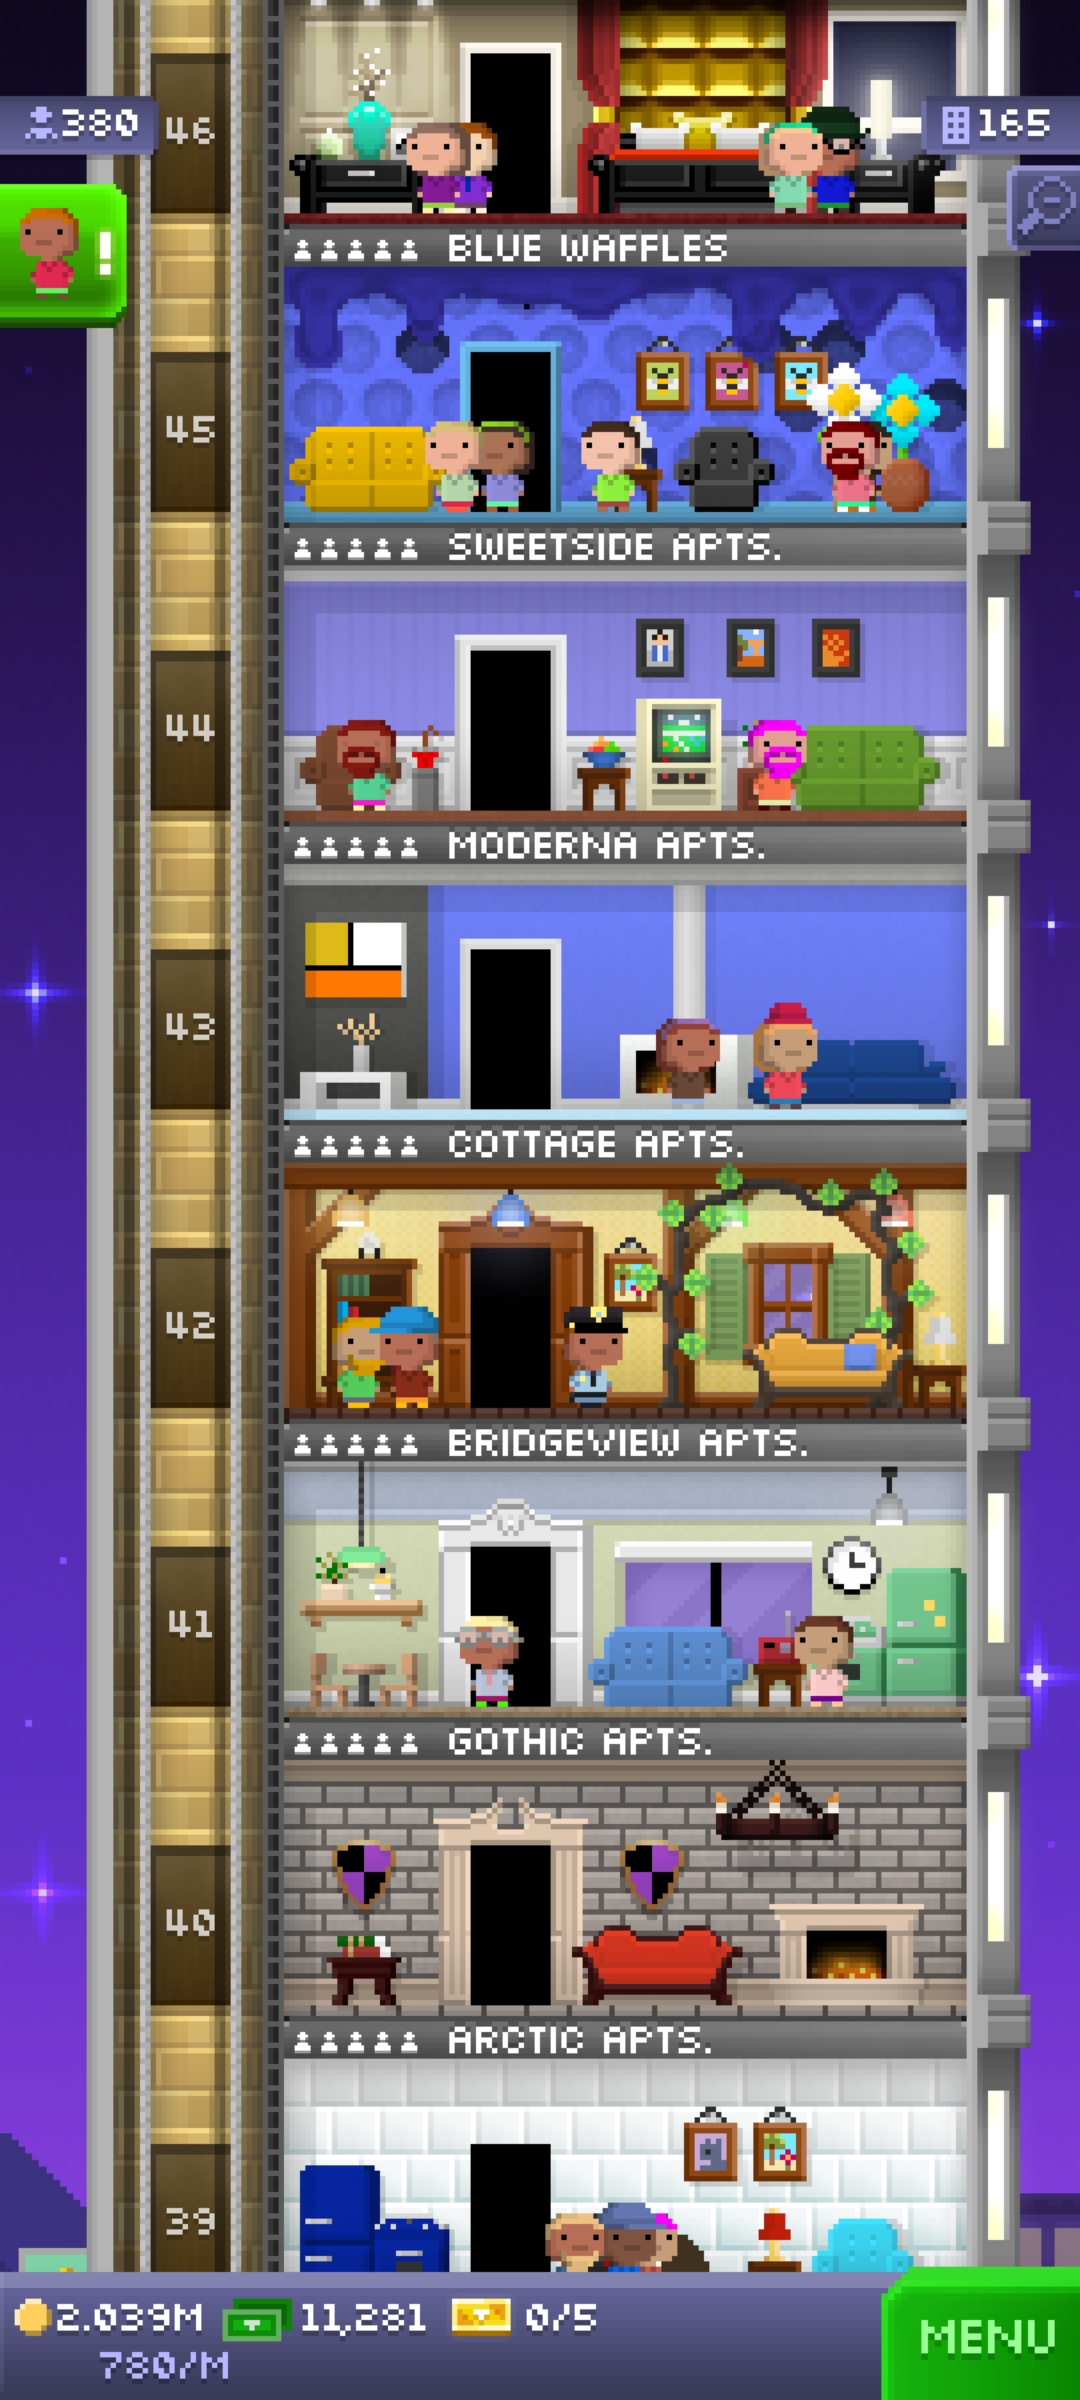 380
46
165
!
BLUE WAFFLES
45
SWEETSIDE APTS.
44
MODERNA APTS.
43
COTTAGE APTS.
42
BRIDGEVIEW APTS.
41
GOTHIC APTS.
40
ARCTIC APTS.
39
2.039M 11,281 0/5
780/M
MENU